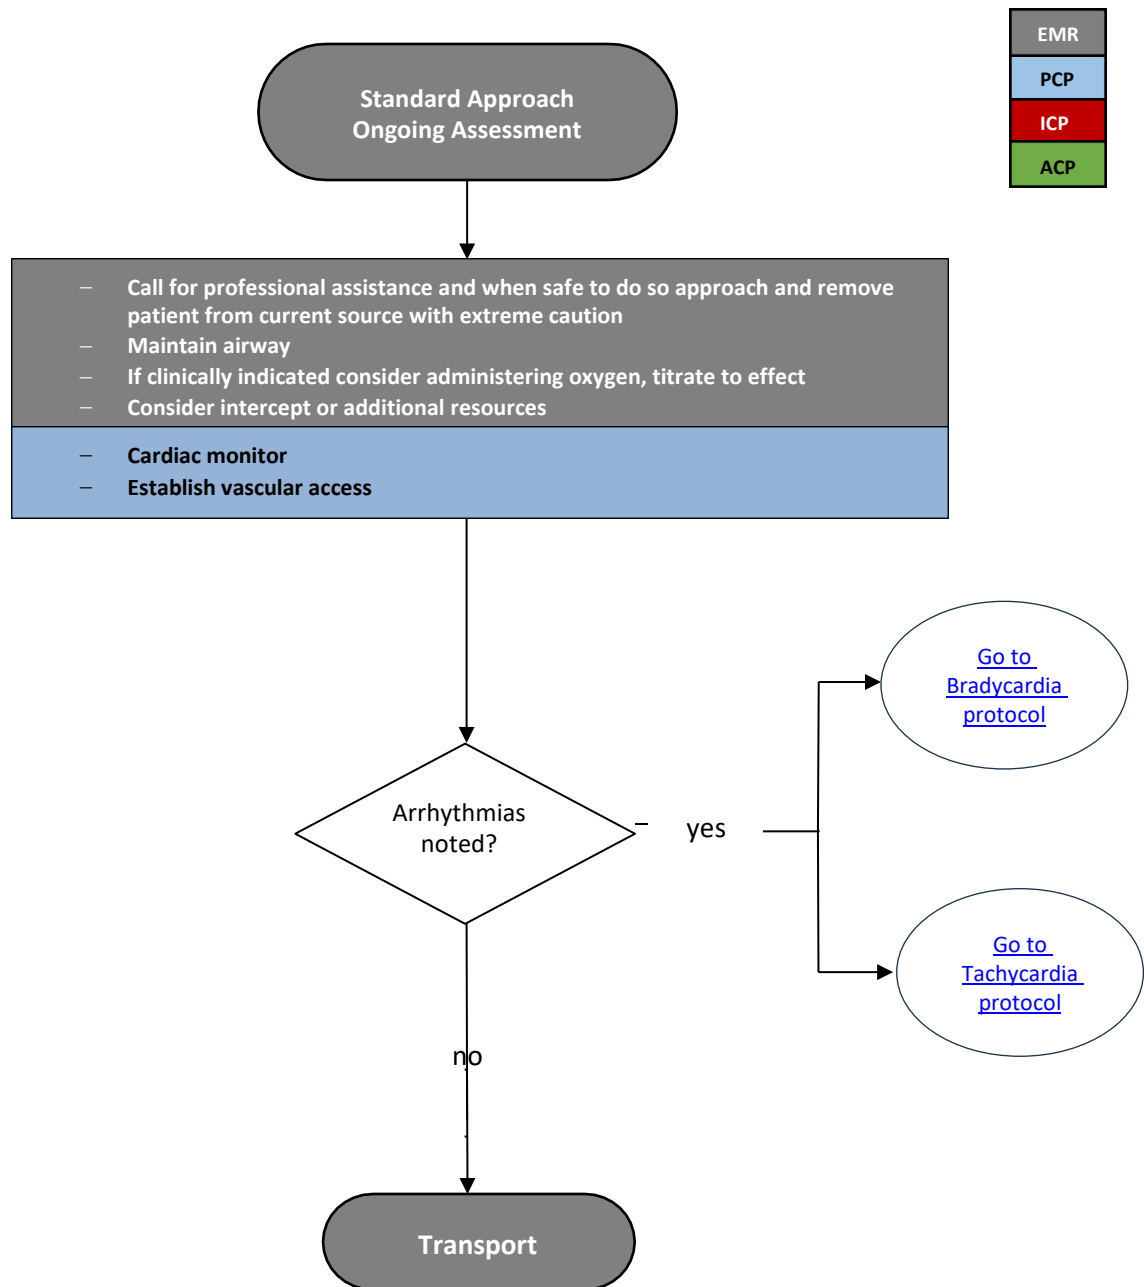 EMR
PCP
ICP
ACP
Standard Approach
Ongoing Assessment
– Call for professional assistance and when safe to do so approach and remove
patient from current source with extreme caution
– Maintain airway
– If clinically indicated consider administering oxygen, titrate to effect
– Consider intercept or additional resources
– Cardiac monitor
– Establish vascular access
Go to
Bradycardia
protocol
Arrhythmias
noted?
– yes
Go to
Tachycardia
protocol
no
Transport